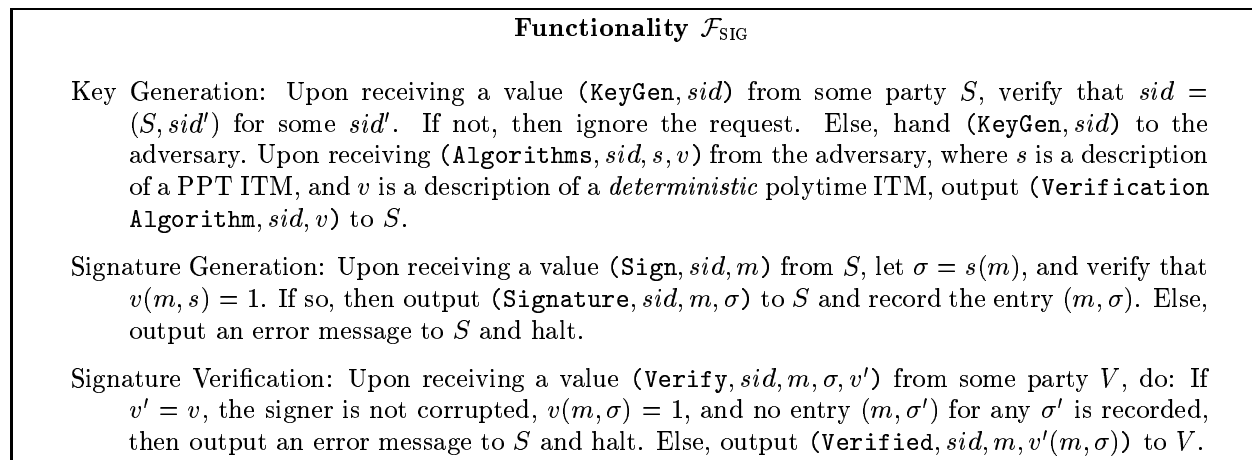 Functionality F_SIG
Key Generation: Upon receiving a value (KeyGen, sid) from some party S, verify that sid =
(S, sid′) for some sid′. If not, then ignore the request. Else, hand (KeyGen, sid) to the
adversary. Upon receiving (Algorithms, sid, s, v) from the adversary, where s is a description
of a PPT ITM, and v is a description of a deterministic polytime ITM, output (Verification
Algorithm, sid, v) to S.
Signature Generation: Upon receiving a value (Sign, sid, m) from S, let σ = s(m), and verify that
v(m, s) = 1. If so, then output (Signature, sid, m, σ) to S and record the entry (m, σ). Else,
output an error message to S and halt.
Signature Verification: Upon receiving a value (Verify, sid, m, σ, v′) from some party V, do: If
v′ = v, the signer is not corrupted, v(m, σ) = 1, and no entry (m, σ′) for any σ′ is recorded,
then output an error message to S and halt. Else, output (Verified, sid, m, v′(m, σ)) to V.